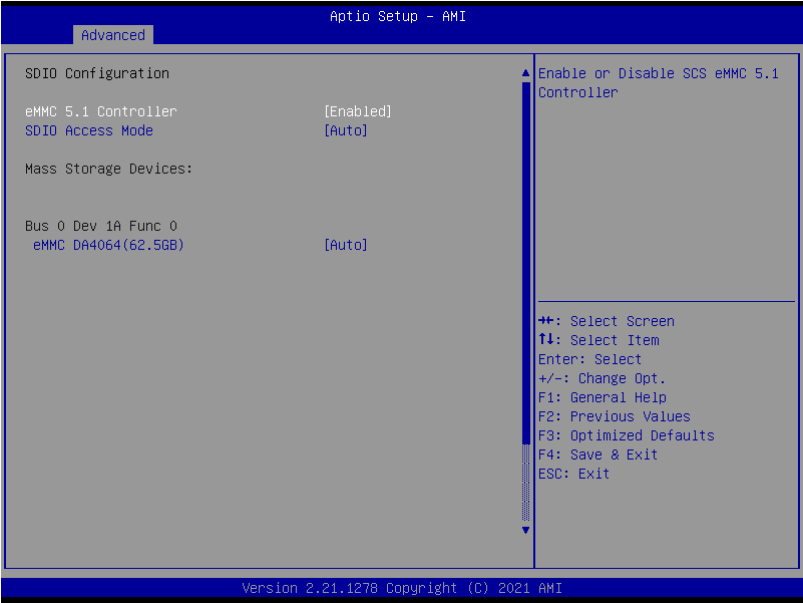 Aptio Setup – AMI
Advanced
SDIO Configuration
eMMC 5.1 Controller [Enabled]
SDIO Access Mode [Auto]
Mass Storage Devices:
Bus 0 Dev 1A Func 0
eMMC DA4064(62.5GB) [Auto]
Enable or Disable SCS eMMC 5.1
Controller
→←: Select Screen
↑↓: Select Item
Enter: Select
+/-: Change Opt.
F1: General Help
F2: Previous Values
F3: Optimized Defaults
F4: Save & Exit
ESC: Exit
Version 2.21.1278 Copyright (C) 2021 AMI